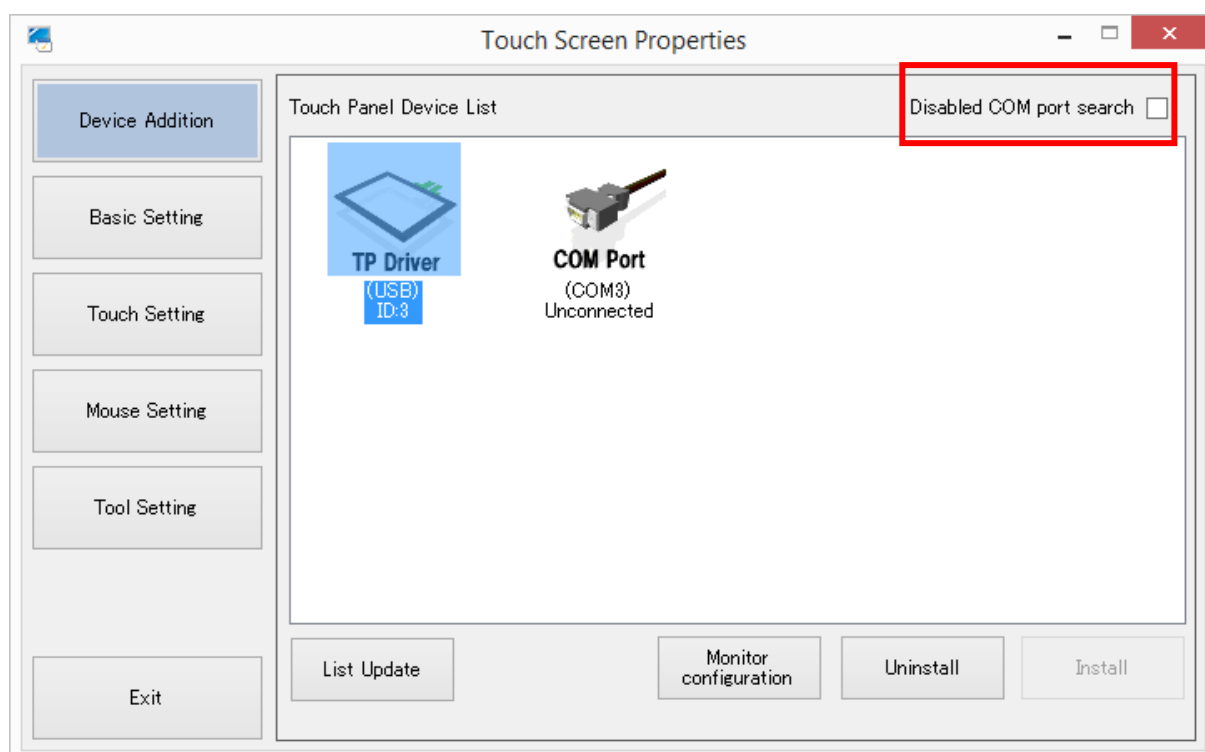 Touch Screen Properties
Device Addition
Basic Setting
Touch Setting
Mouse Setting
Tool Setting
Exit
Touch Panel Device List
Disabled COM port search
TP Driver
(USB)
ID:3
COM Port
(COM3)
Unconnected
List Update
Monitor
configuration
Uninstall
Install